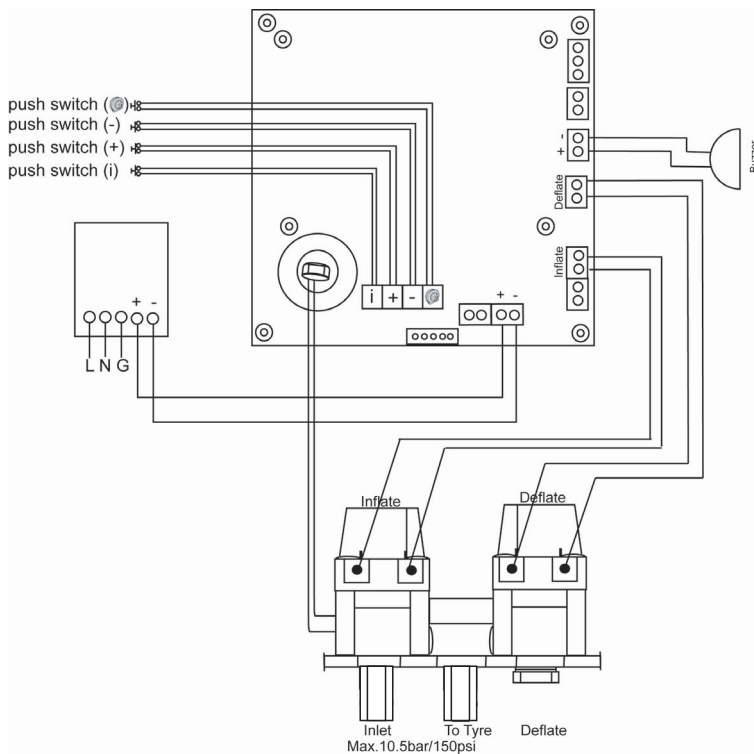 push switch ( )
push switch (-)
push switch (+)
push switch (i)
-
+
Buzzer
Deflate
Inflate
i + -
+ -
+ -
L N G
Inflate
Deflate
Inlet
To Tyre
Deflate
Max.10.5bar/150psi